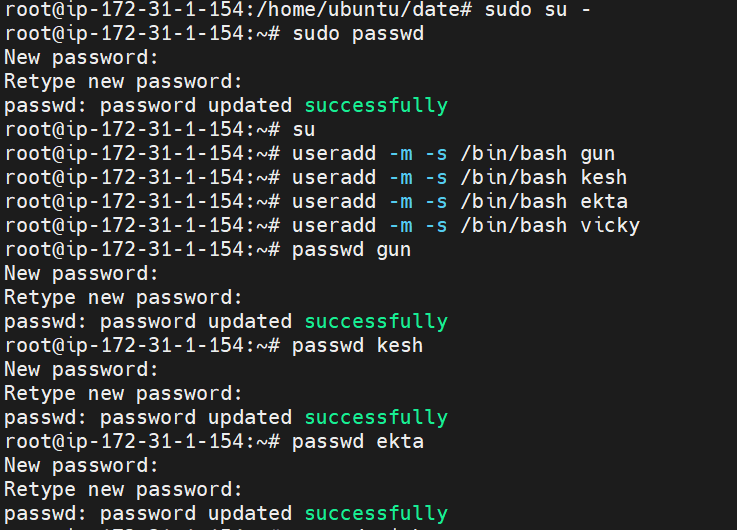 root@ip-172-31-1-154:/home/ubuntu/date# sudo su -
root@ip-172-31-1-154:~# sudo passwd
New password:
Retype new password:
passwd: password updated successfully
root@ip-172-31-1-154:~# su
root@ip-172-31-1-154:~# useradd -m -s /bin/bash gun
root@ip-172-31-1-154:~# useradd -m -s /bin/bash kesh
root@ip-172-31-1-154:~# useradd -m -s /bin/bash ekta
root@ip-172-31-1-154:~# useradd -m -s /bin/bash vicky
root@ip-172-31-1-154:~# passwd gun
New password:
Retype new password:
passwd: password updated successfully
root@ip-172-31-1-154:~# passwd kesh
New password:
Retype new password:
passwd: password updated successfully
root@ip-172-31-1-154:~# passwd ekta
New password:
Retype new password:
passwd: password updated successfully